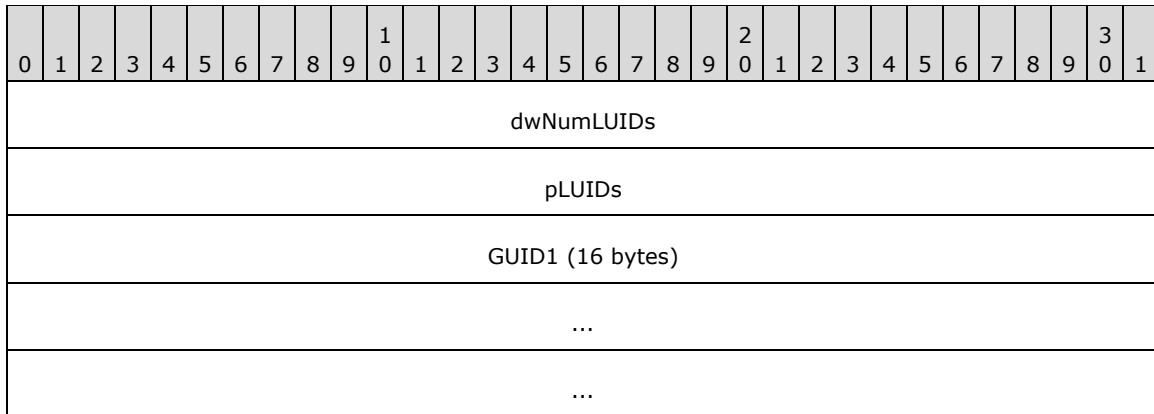 1 2 3
0 1 2 3 4 5 6 7 8 9 0 1 2 3 4 5 6 7 8 9 0 1 2 3 4 5 6 7 8 9 0 1
dwNumLUIDs
pLUIDs
GUID1 (16 bytes)
...
...